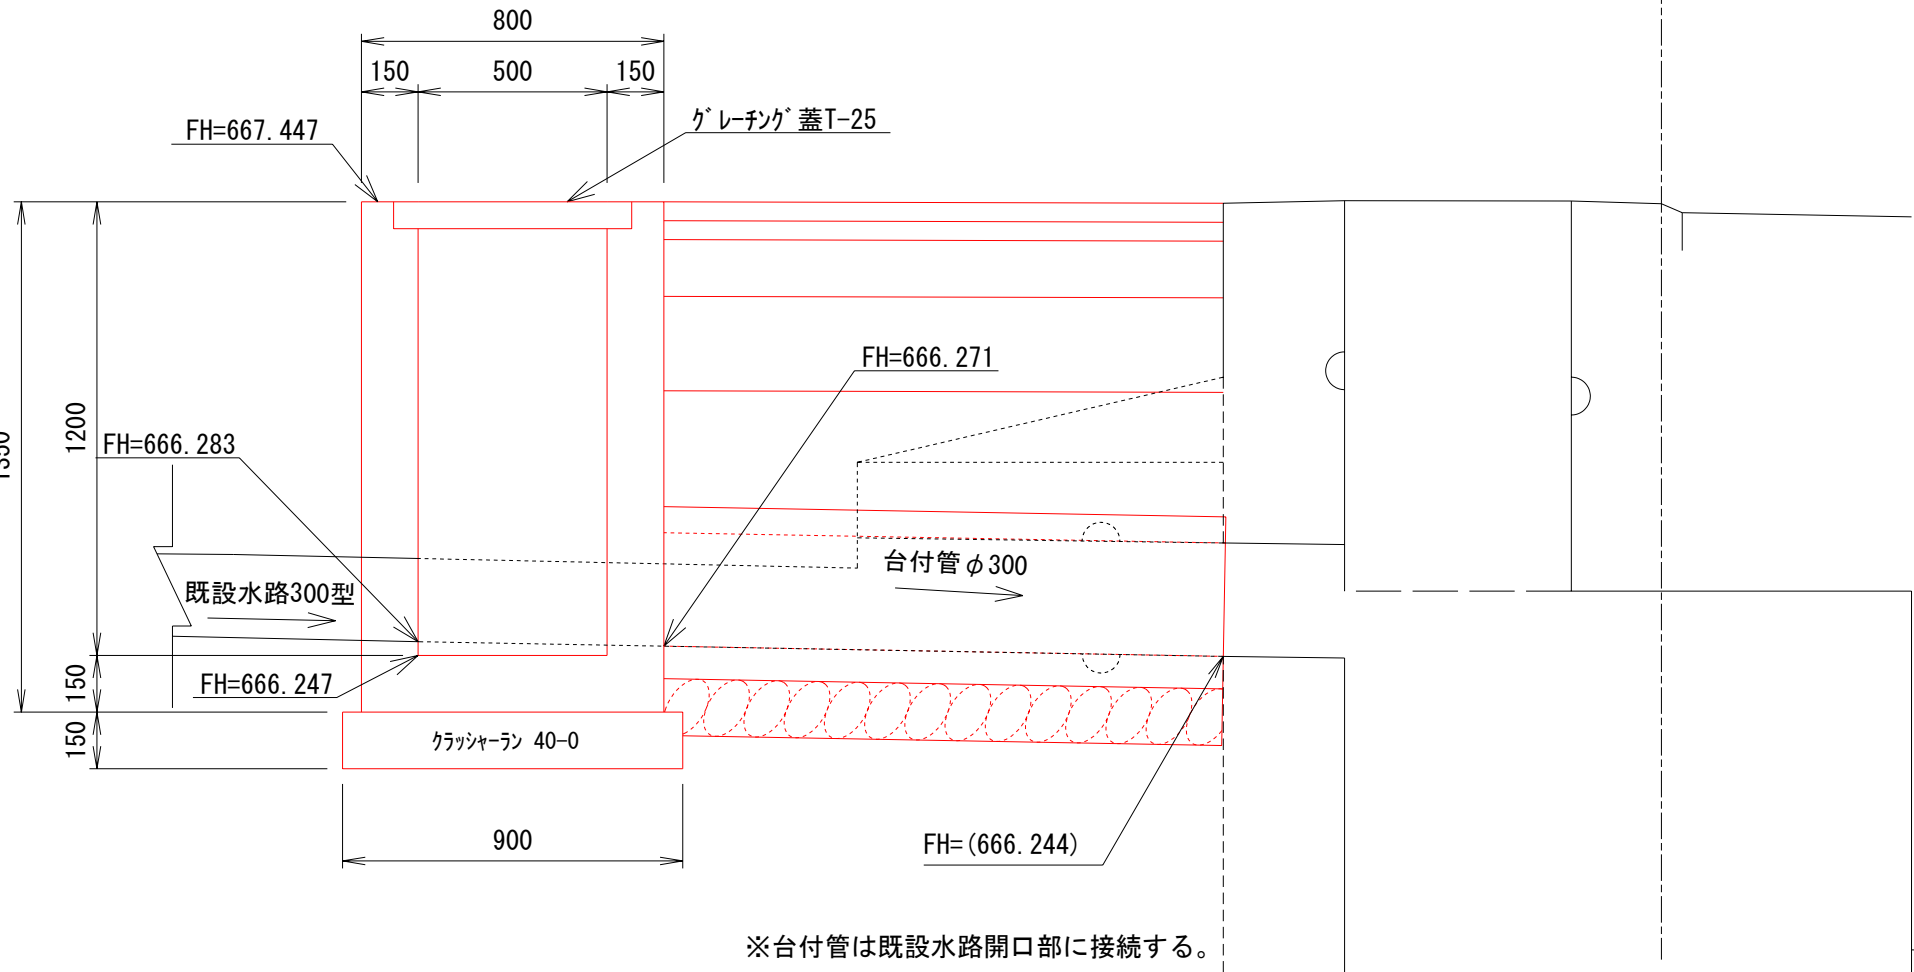 800
150 500 150
FH=667.447
ｸﾞﾚｰﾁﾝｸﾞ蓋T-25
FH=666.271
1200
1350
FH=666.283
台付管φ300
既設水路300型
150
FH=666.247
150
ｸﾗｯｼｬｰﾗﾝ 40-0
900
FH=(666.244)
※台付管は既設水路開口部に接続する。